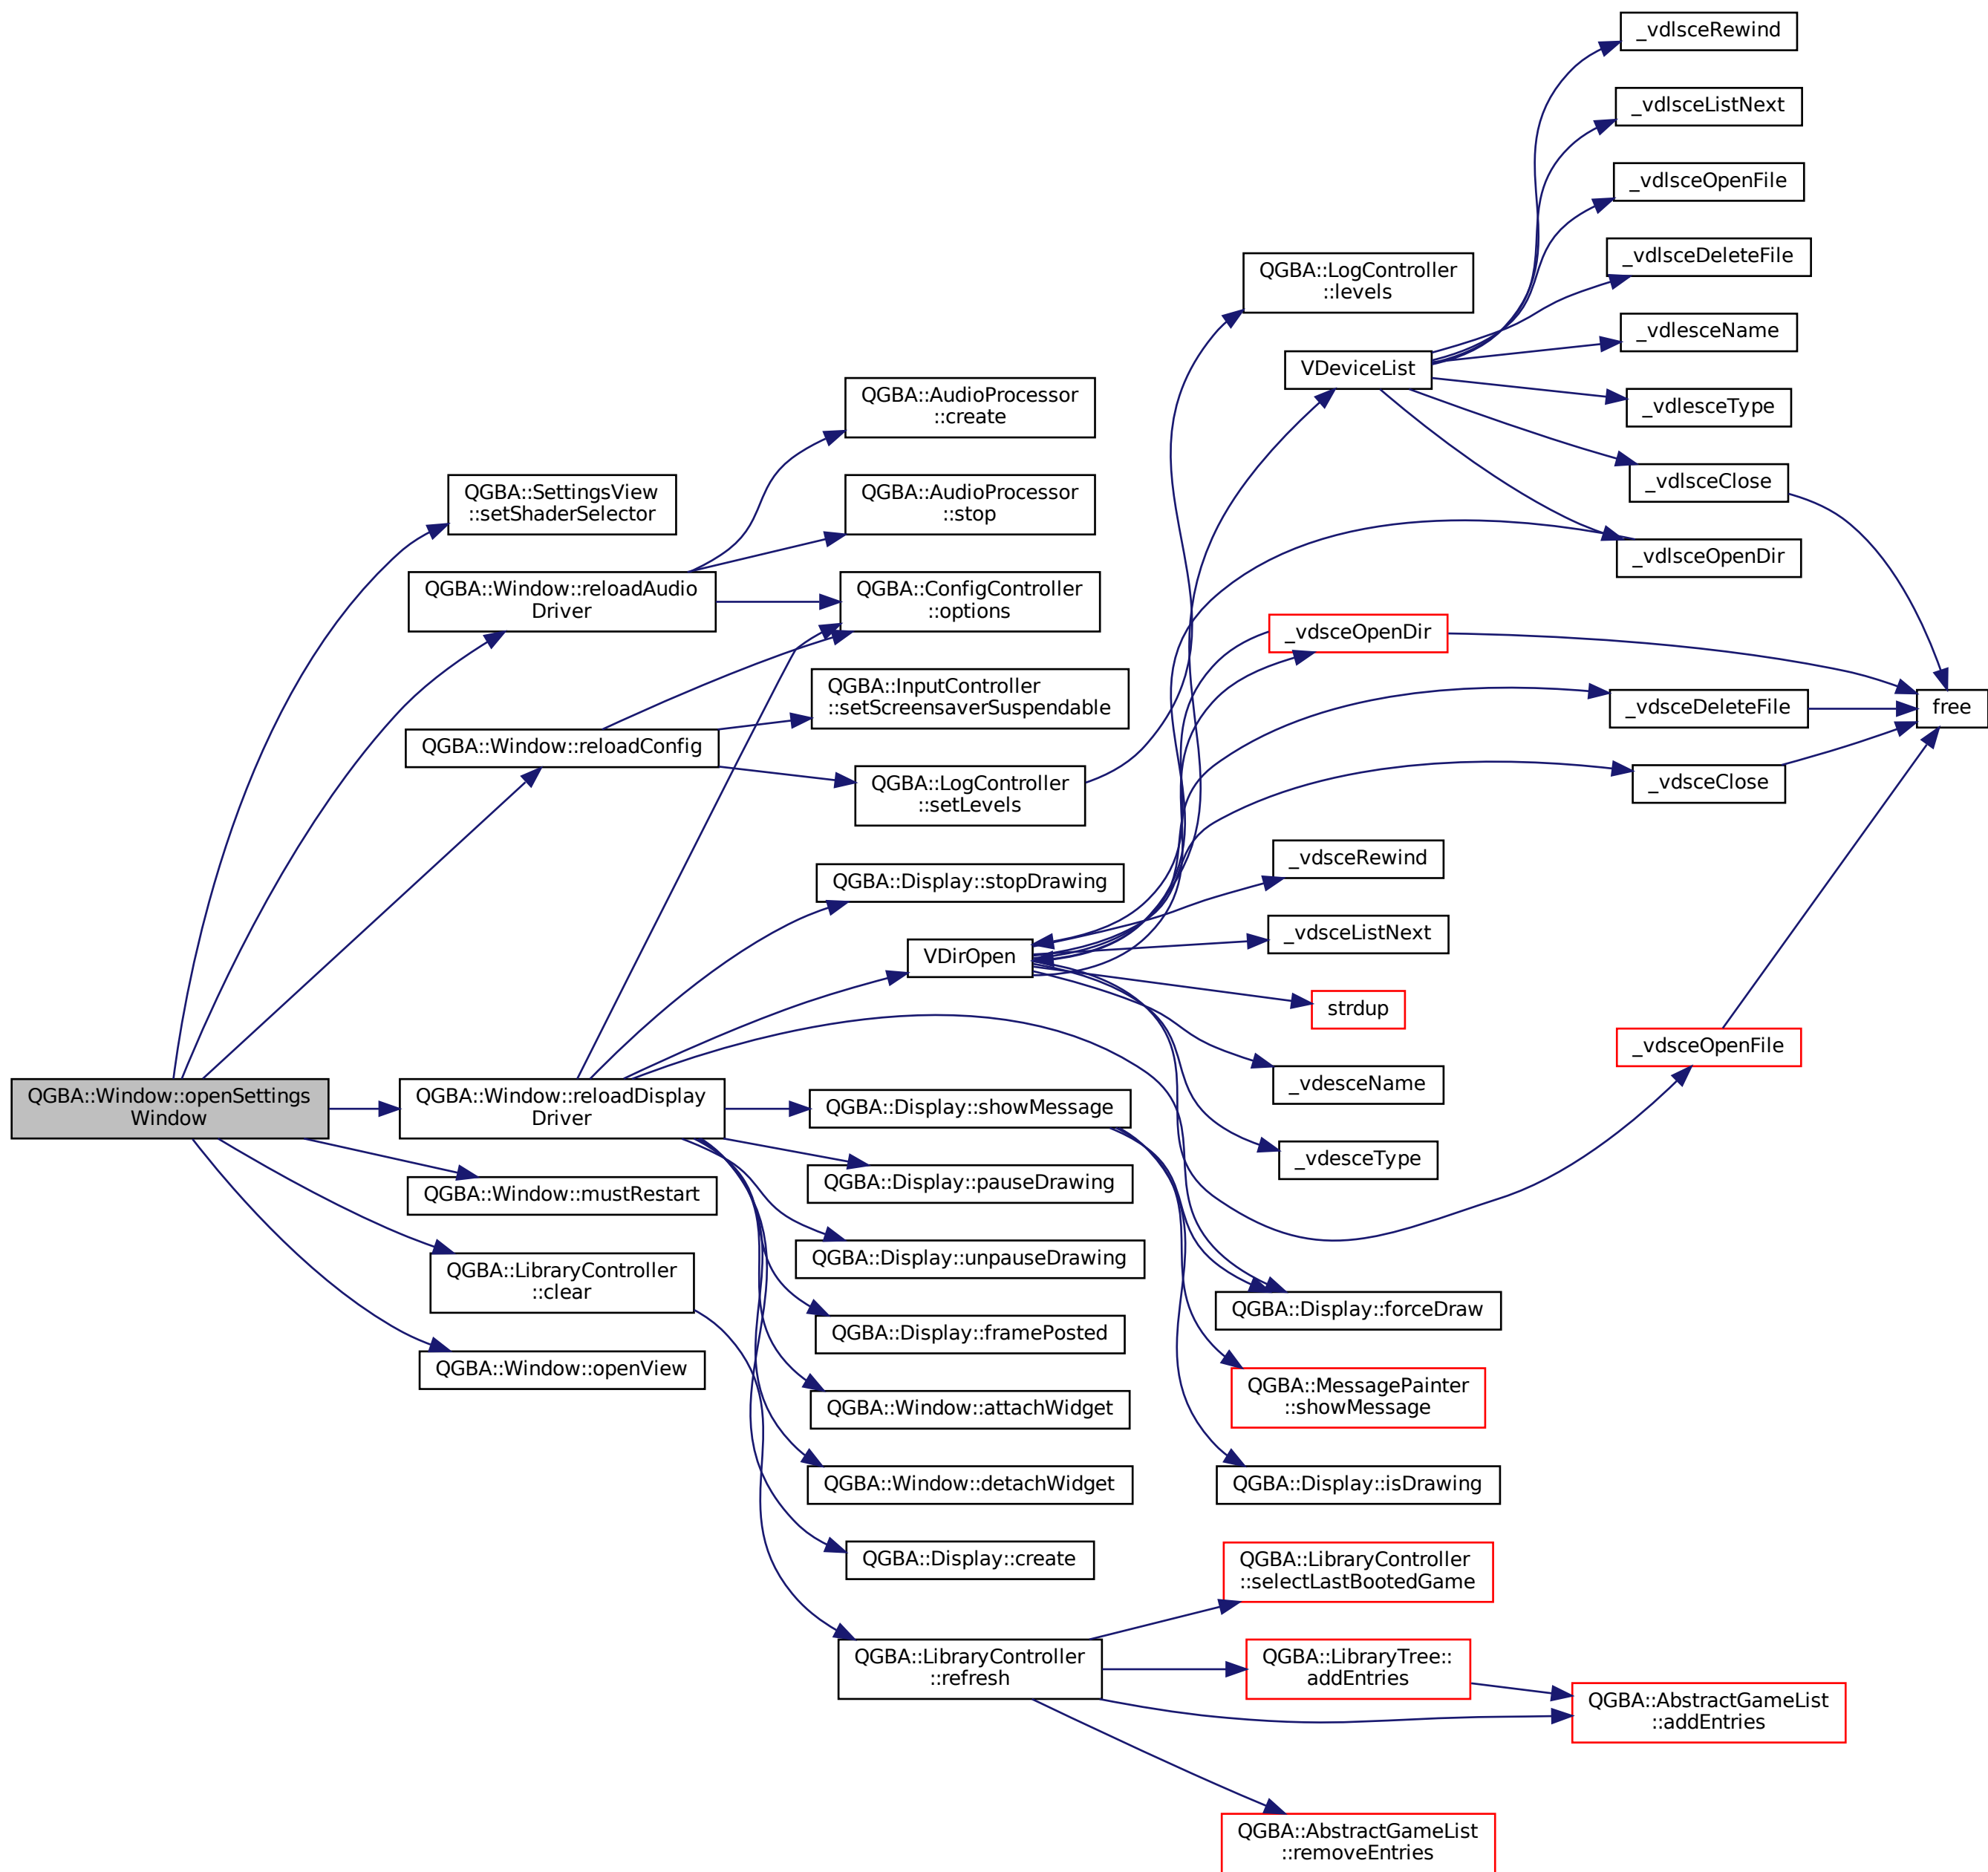 _vdlsceRewind
_vdlsceListNext
_vdlsceOpenFile
_vdlsceDeleteFile
QGBA::LogController
::levels
_vdlesceName
VDeviceList
_vdlesceType
QGBA::AudioProcessor
::create
_vdlsceClose
QGBA::SettingsView
::setShaderSelector
QGBA::AudioProcessor
::stop
_vdlsceOpenDir
QGBA::Window::reloadAudio
Driver
QGBA::ConfigController
::options
_vdsceOpenDir
QGBA::InputController
::setScreensaverSuspendable
_vdsceDeleteFile
free
QGBA::Window::reloadConfig
QGBA::LogController
::setLevels
_vdsceClose
_vdsceRewind
QGBA::Display::stopDrawing
_vdsceListNext
VDirOpen
strdup
_vdsceOpenFile
_vdesceName
QGBA::Window::openSettings
Window
QGBA::Window::reloadDisplay
Driver
QGBA::Display::showMessage
_vdesceType
QGBA::Window::mustRestart
QGBA::Display::pauseDrawing
QGBA::Display::unpauseDrawing
QGBA::LibraryController
::clear
QGBA::Display::forceDraw
QGBA::Display::framePosted
QGBA::Window::openView
QGBA::MessagePainter
::showMessage
QGBA::Window::attachWidget
QGBA::Window::detachWidget
QGBA::Display::isDrawing
QGBA::Display::create
QGBA::LibraryController
::selectLastBootedGame
QGBA::LibraryController
::refresh
QGBA::LibraryTree::
addEntries
QGBA::AbstractGameList
::addEntries
QGBA::AbstractGameList
::removeEntries